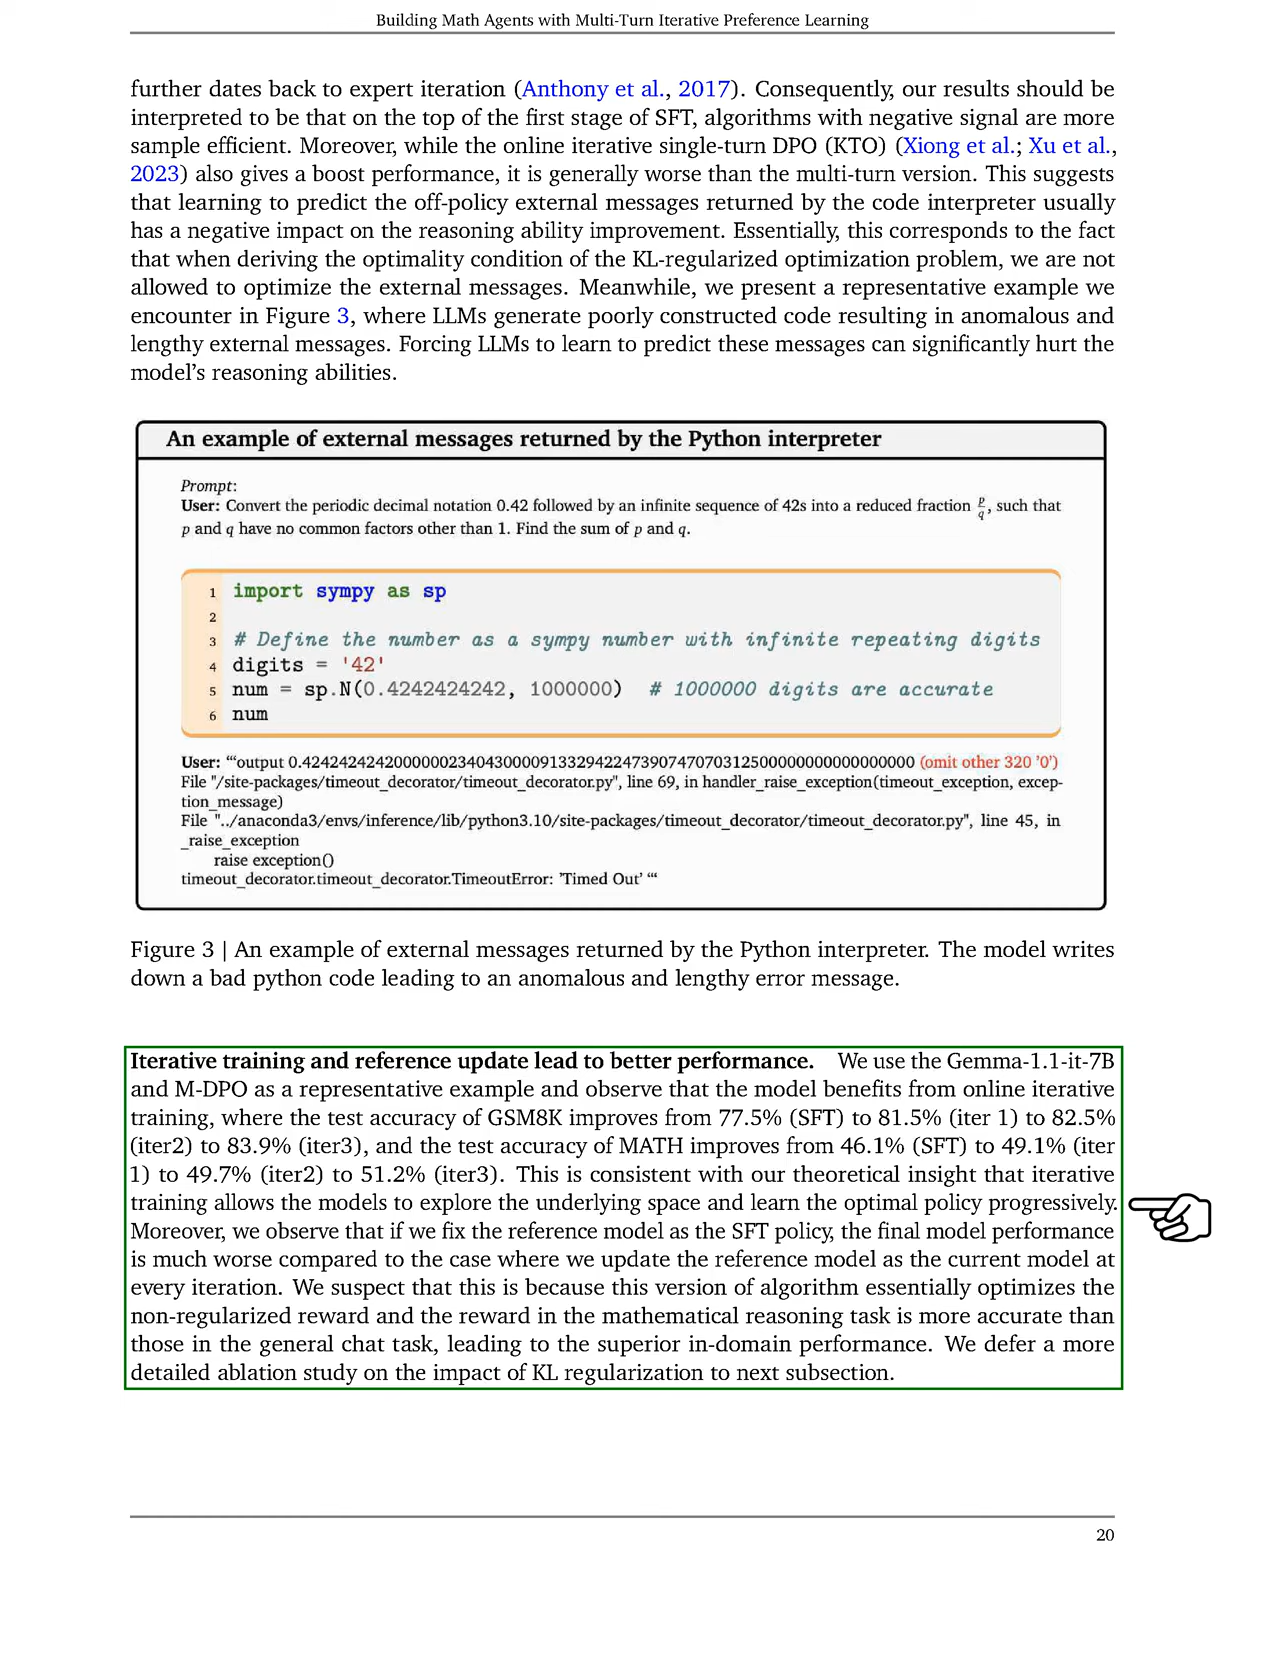 Building Math Agents with Multi-Turn Iterative Preference Learning
further dates back to expert iteration (Anthony et al., 2017). Consequently, our results should be
interpreted to be that on the top of the first stage of SFT, algorithms with negative signal are more
sample efficient. Moreover, while the online iterative single-turn DPO (KTO) (Xiong et al.; Xu et al.,
2023) also gives a boost performance, it is generally worse than the multi-turn version. This suggests
that learning to predict the off-policy external messages returned by the code interpreter usually
has a negative impact on the reasoning ability improvement. Essentially, this corresponds to the fact
that when deriving the optimality condition of the KL-regularized optimization problem, we are not
allowed to optimize the external messages. Meanwhile, we present a representative example we
encounter in Figure 3, where LLMs generate poorly constructed code resulting in anomalous and
lengthy external messages. Forcing LLMs to learn to predict these messages can significantly hurt the
model's reasoning abilities.
An example of external messages returned by the Python interpreter
Prompt:
User: Convert the periodic decimal notation 0.42 followed by an infinite sequence of 42s into a reduced fraction p/q, such that
p and q have no common factors other than 1. Find the sum of p and q.
1 import sympy as sp
2
3 # Define the number as a sympy number with infinite repeating digits
4 digits = '42'
5 num = sp.N(0.4242424242, 1000000) # 1000000 digits are accurate
6 num
User: "'output 0.42424242420000002340430000913329422473907470703125000000000000000000 (omit other 320 '0')
File "/site-packages/timeout_decorator/timeout_decorator.py", line 69, in handler_raise_exception(timeout_exception, excep-
tion_message)
File "../anaconda3/envs/inference/lib/python3.10/site-packages/timeout_decorator/timeout_decorator.py", line 45, in
_raise_exception
raise exception()
timeout_decorator.timeout_decorator.TimeoutError: 'Timed Out' "'
Figure 3 | An example of external messages returned by the Python interpreter. The model writes
down a bad python code leading to an anomalous and lengthy error message.
Iterative training and reference update lead to better performance. We use the Gemma-1.1-it-7B
and M-DPO as a representative example and observe that the model benefits from online iterative
training, where the test accuracy of GSM8K improves from 77.5% (SFT) to 81.5% (iter 1) to 82.5%
(iter2) to 83.9% (iter3), and the test accuracy of MATH improves from 46.1% (SFT) to 49.1% (iter
1) to 49.7% (iter2) to 51.2% (iter3). This is consistent with our theoretical insight that iterative
training allows the models to explore the underlying space and learn the optimal policy progressively.
Moreover, we observe that if we fix the reference model as the SFT policy, the final model performance
is much worse compared to the case where we update the reference model as the current model at
every iteration. We suspect that this is because this version of algorithm essentially optimizes the
non-regularized reward and the reward in the mathematical reasoning task is more accurate than
those in the general chat task, leading to the superior in-domain performance. We defer a more
detailed ablation study on the impact of KL regularization to next subsection.
20